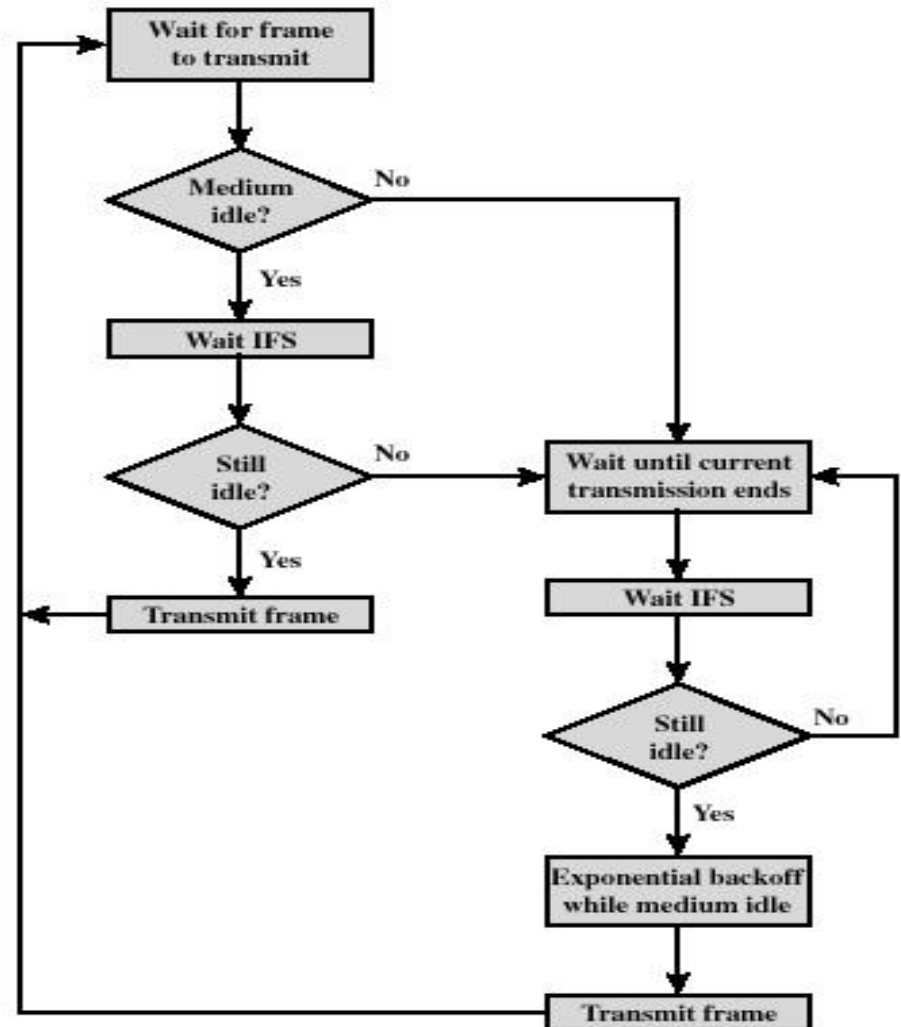 Wait for frame
to transmit
Medium
idle?
No
Yes
Wait IFS
Still
idle?
No
Yes
Transmit frame
Wait until current
transmission ends
Wait IFS
Still
idle?
No
Yes
Exponential backoff
while medium idle
Transmit frame